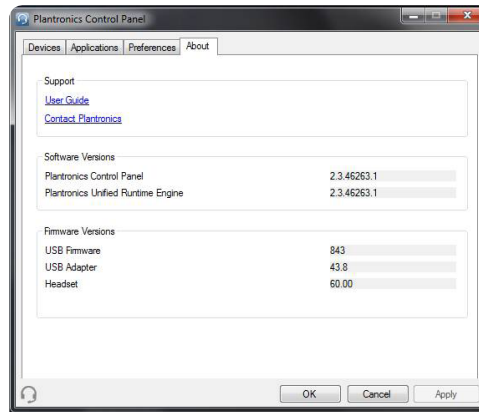 Plantronics Control Panel
Devices Applications Preferences About
Support
User Guide
Contact Plantronics
Software Versions
Plantronics Control Panel 2.3.46263.1
Plantronics Unified Runtime Engine 2.3.46263.1
Firmware Versions
USB Firmware 843
USB Adapter 43.8
Headset 60.00
OK Cancel Apply